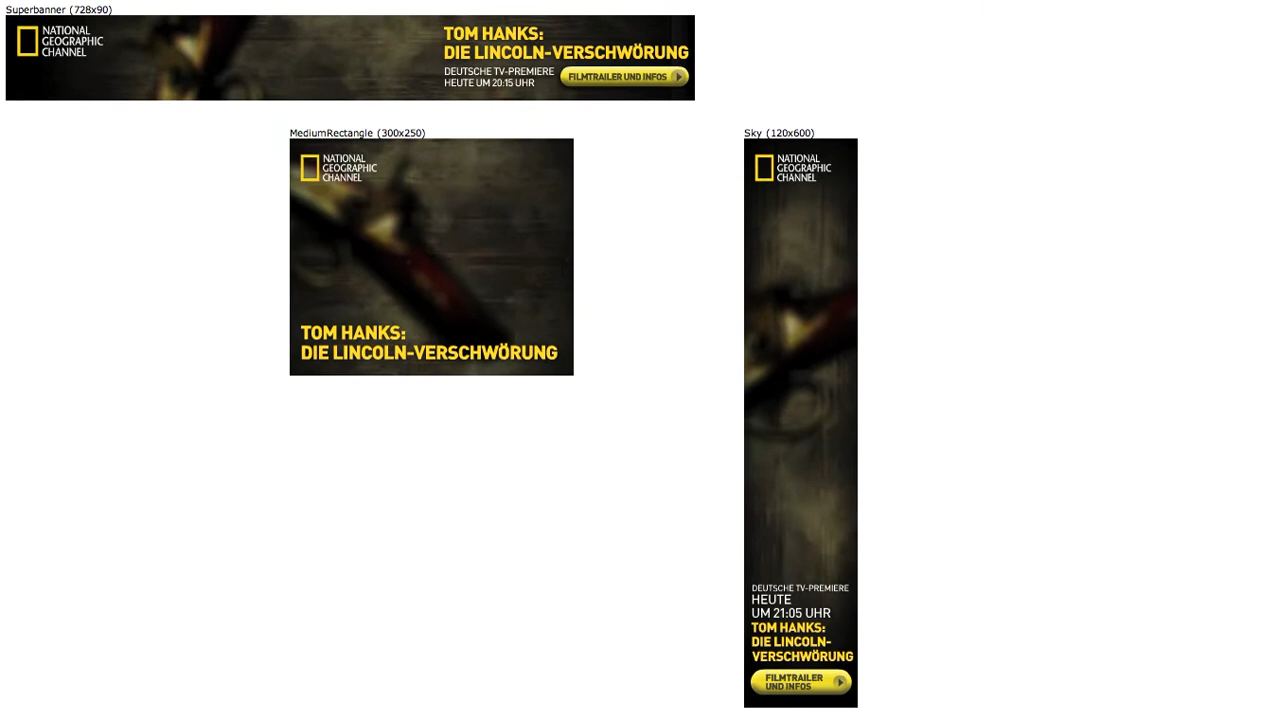 Superbanner (728x90)
NATIONAL
GEOGRAPHIC
CHANNEL
TOM HANKS:
DIE LINCOLN-VERSCHWÖRUNG
DEUTSCHE TV-PREMIERE
HEUTE UM 20:15 UHR
FILMTRAILER UND INFOS
MediumRectangle (300x250)
NATIONAL
GEOGRAPHIC
CHANNEL
TOM HANKS:
DIE LINCOLN-VERSCHWÖRUNG
Sky (120x600)
NATIONAL
GEOGRAPHIC
CHANNEL
DEUTSCHE TV-PREMIERE
HEUTE
UM 21:05 UHR
TOM HANKS:
DIE LINCOLN-
VERSCHWÖRUNG
FILMTRAILER
UND INFOS